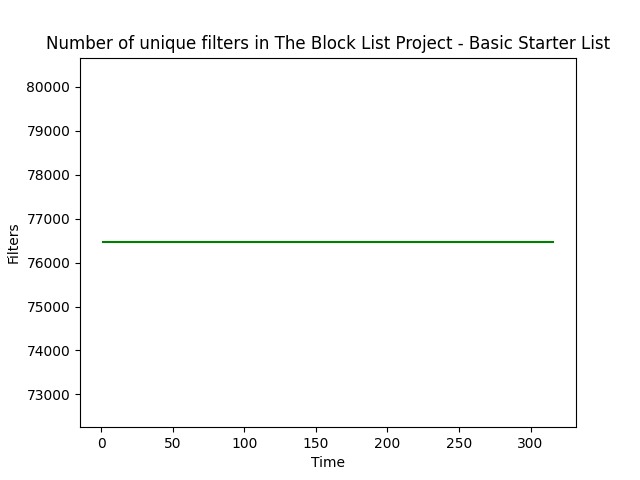 Number of unique filters in The Block List Project - Basic Starter List
80000
79000
78000
77000
76000
75000
74000
73000
Filters
0 50 100 150 200 250 300
Time